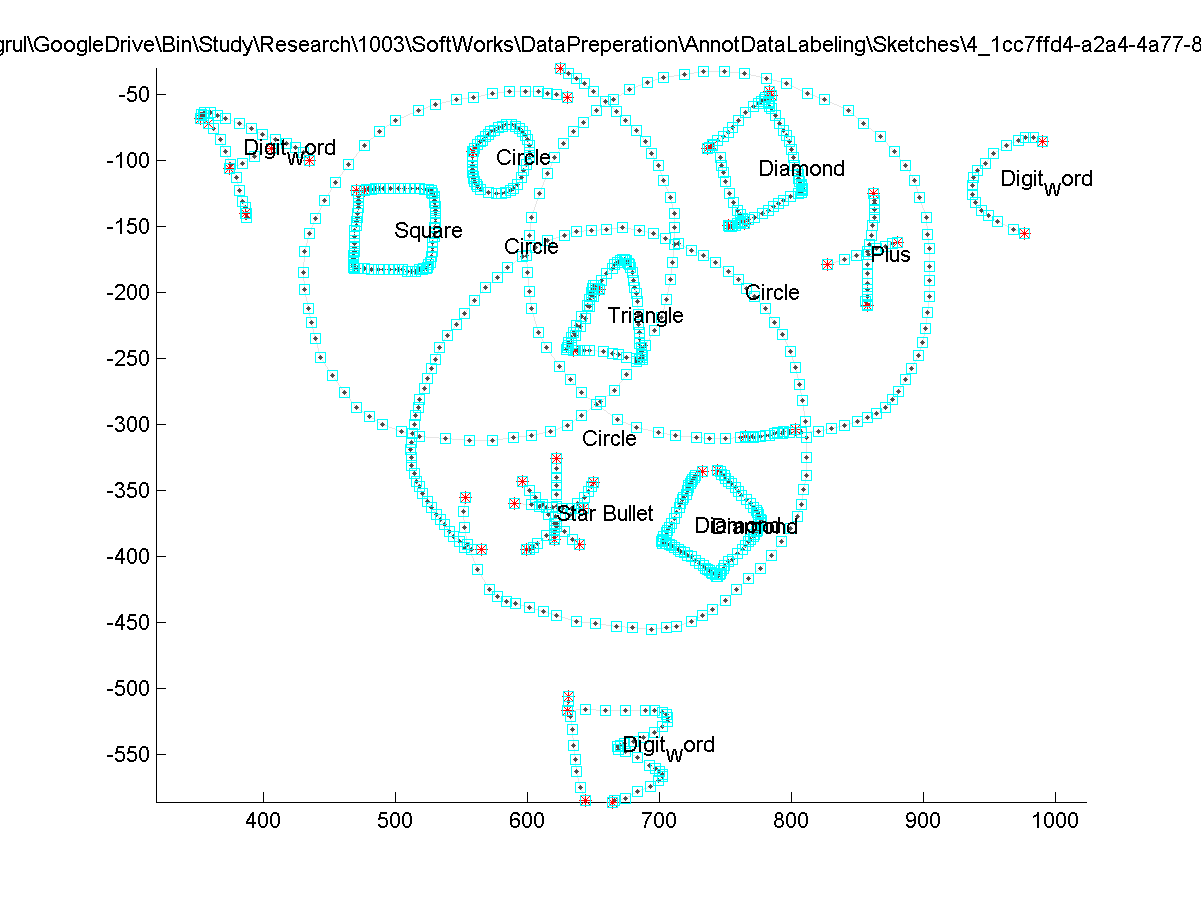 grul\GoogleDrive\Bin\Study\Research\1003\SoftWorks\DataPreperation\AnnotDataLabeling\Sketches\4_1cc7ffd4-a2a4-4a77-8
-50
-100
-150
-200
-250
-300
-350
-400
-450
-500
-550
Digit_word
Circle
Diamond
Digit_word
Square
Circle
Plus
Circle
Triangle
Circle
Star Bullet
Diamond
Diamond
Digit_word
400 500 600 700 800 900 1000